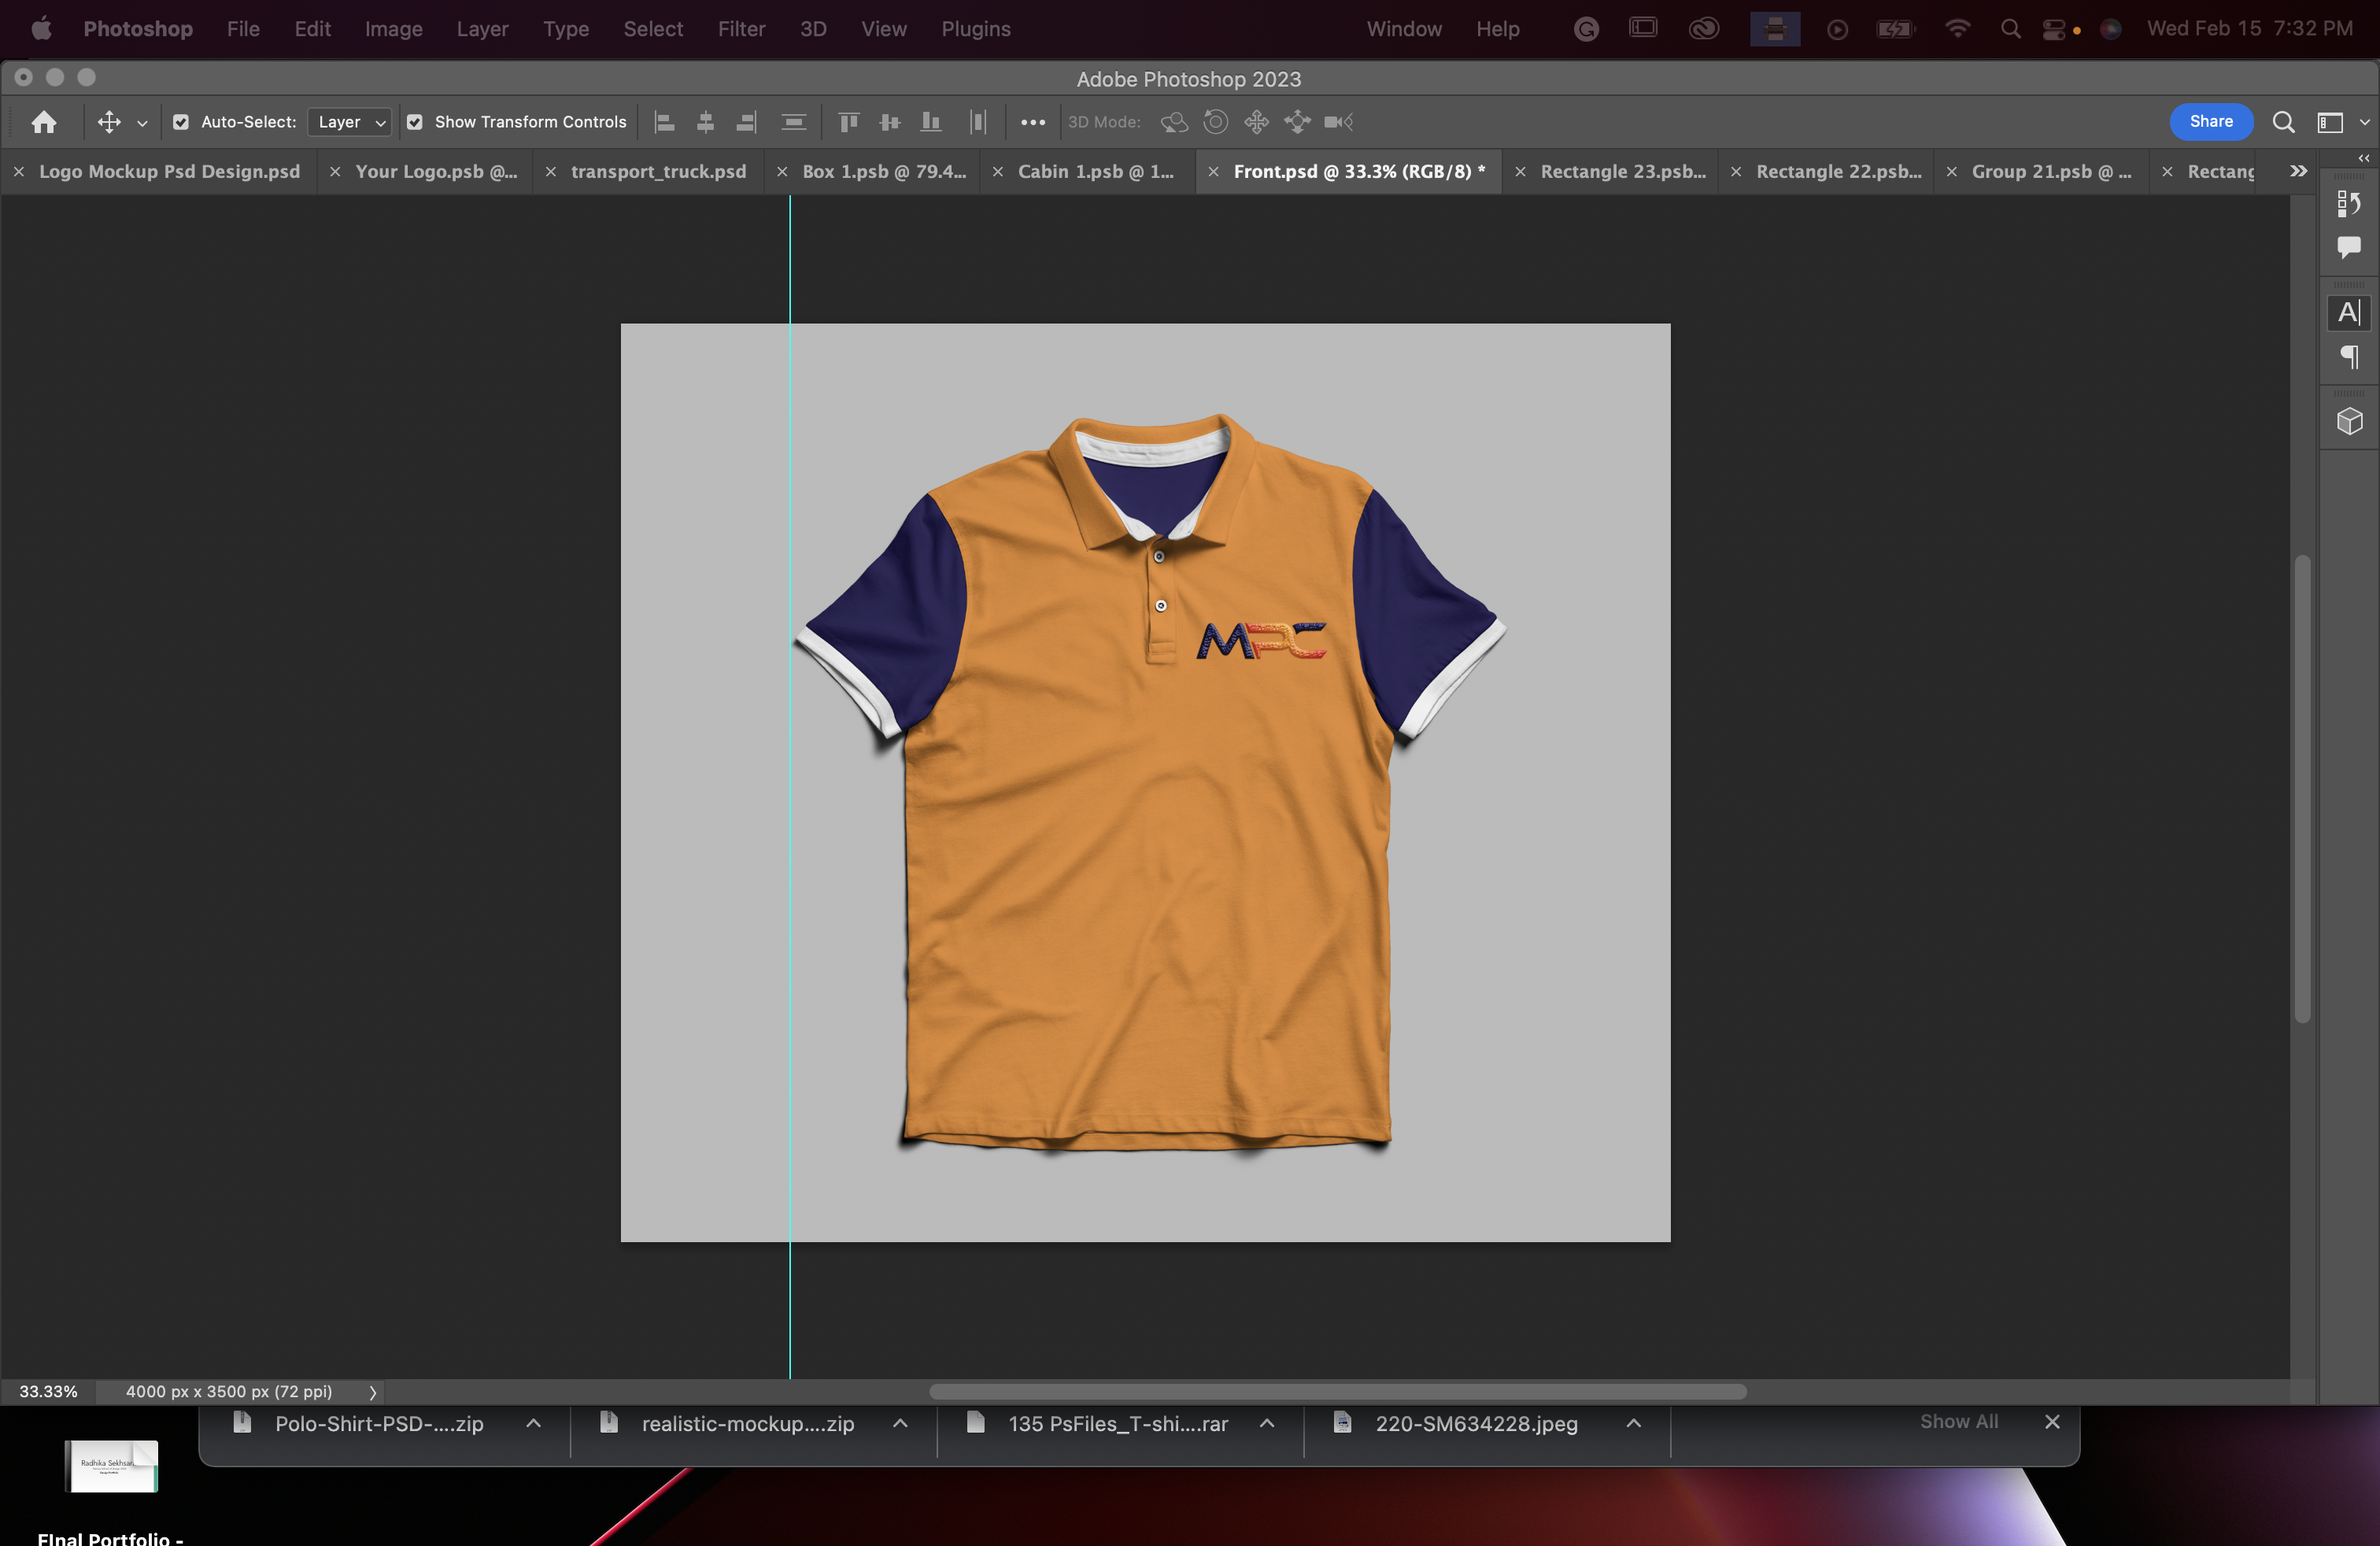 Photoshop File Edit Image Layer Type Select Filter 3D View Plugins Window Help Wed Feb 15 7:32 PM
Adobe Photoshop 2023
Auto-Select: Layer Show Transform Controls 3D Mode: Share
Logo Mockup Psd Design.psd Your Logo.psb @... transport_truck.psd Box 1.psb @ 79.4... Cabin 1.psb @ 1... Front.psd @ 33.3% (RGB/8) * Rectangle 23.psb... Rectangle 22.psb... Group 21.psb @ ... Rectang
MPC
33.33% 4000 px x 3500 px (72 ppi)
Polo-Shirt-PSD-....zip realistic-mockup....zip 135 PsFiles_T-shi....rar 220-SM634228.jpeg Show All
Radhika Sekhsar
FInal Portfolio -